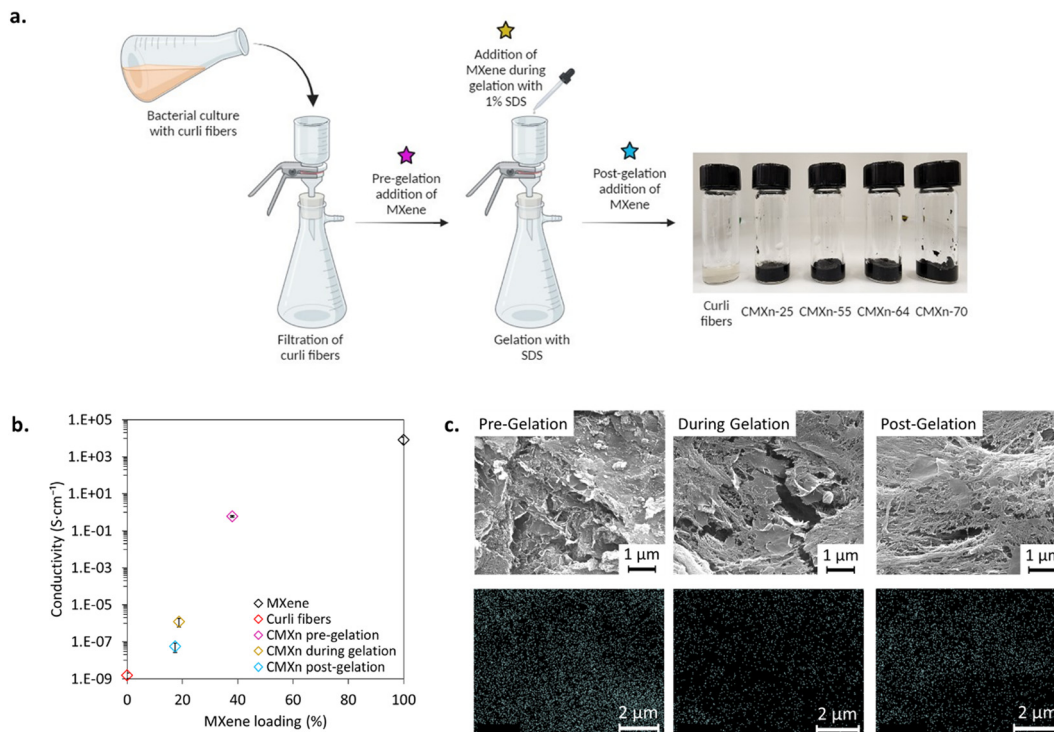 a.
Bacterial culture
with curli fibers
Filtration of
curli fibers
Pre-gelation
addition of
MXene
Addition of
MXene during
gelation with
1% SDS
Gelation with
SDS
Post-gelation
addition of
MXene
Curli
fibers
CMXn-25
CMXn-55
CMXn-64
CMXn-70
b.
Conductivity (S·cm⁻¹)
1.E+05
1.E+03
1.E+01
1.E-01
1.E-03
1.E-05
1.E-07
1.E-09
MXene
Curli fibers
CMXn pre-gelation
CMXn during gelation
CMXn post-gelation
0 20 40 60 80 100
MXene loading (%)
c.
Pre-Gelation
During Gelation
Post-Gelation
1 μm
1 μm
1 μm
2 μm
2 μm
2 μm